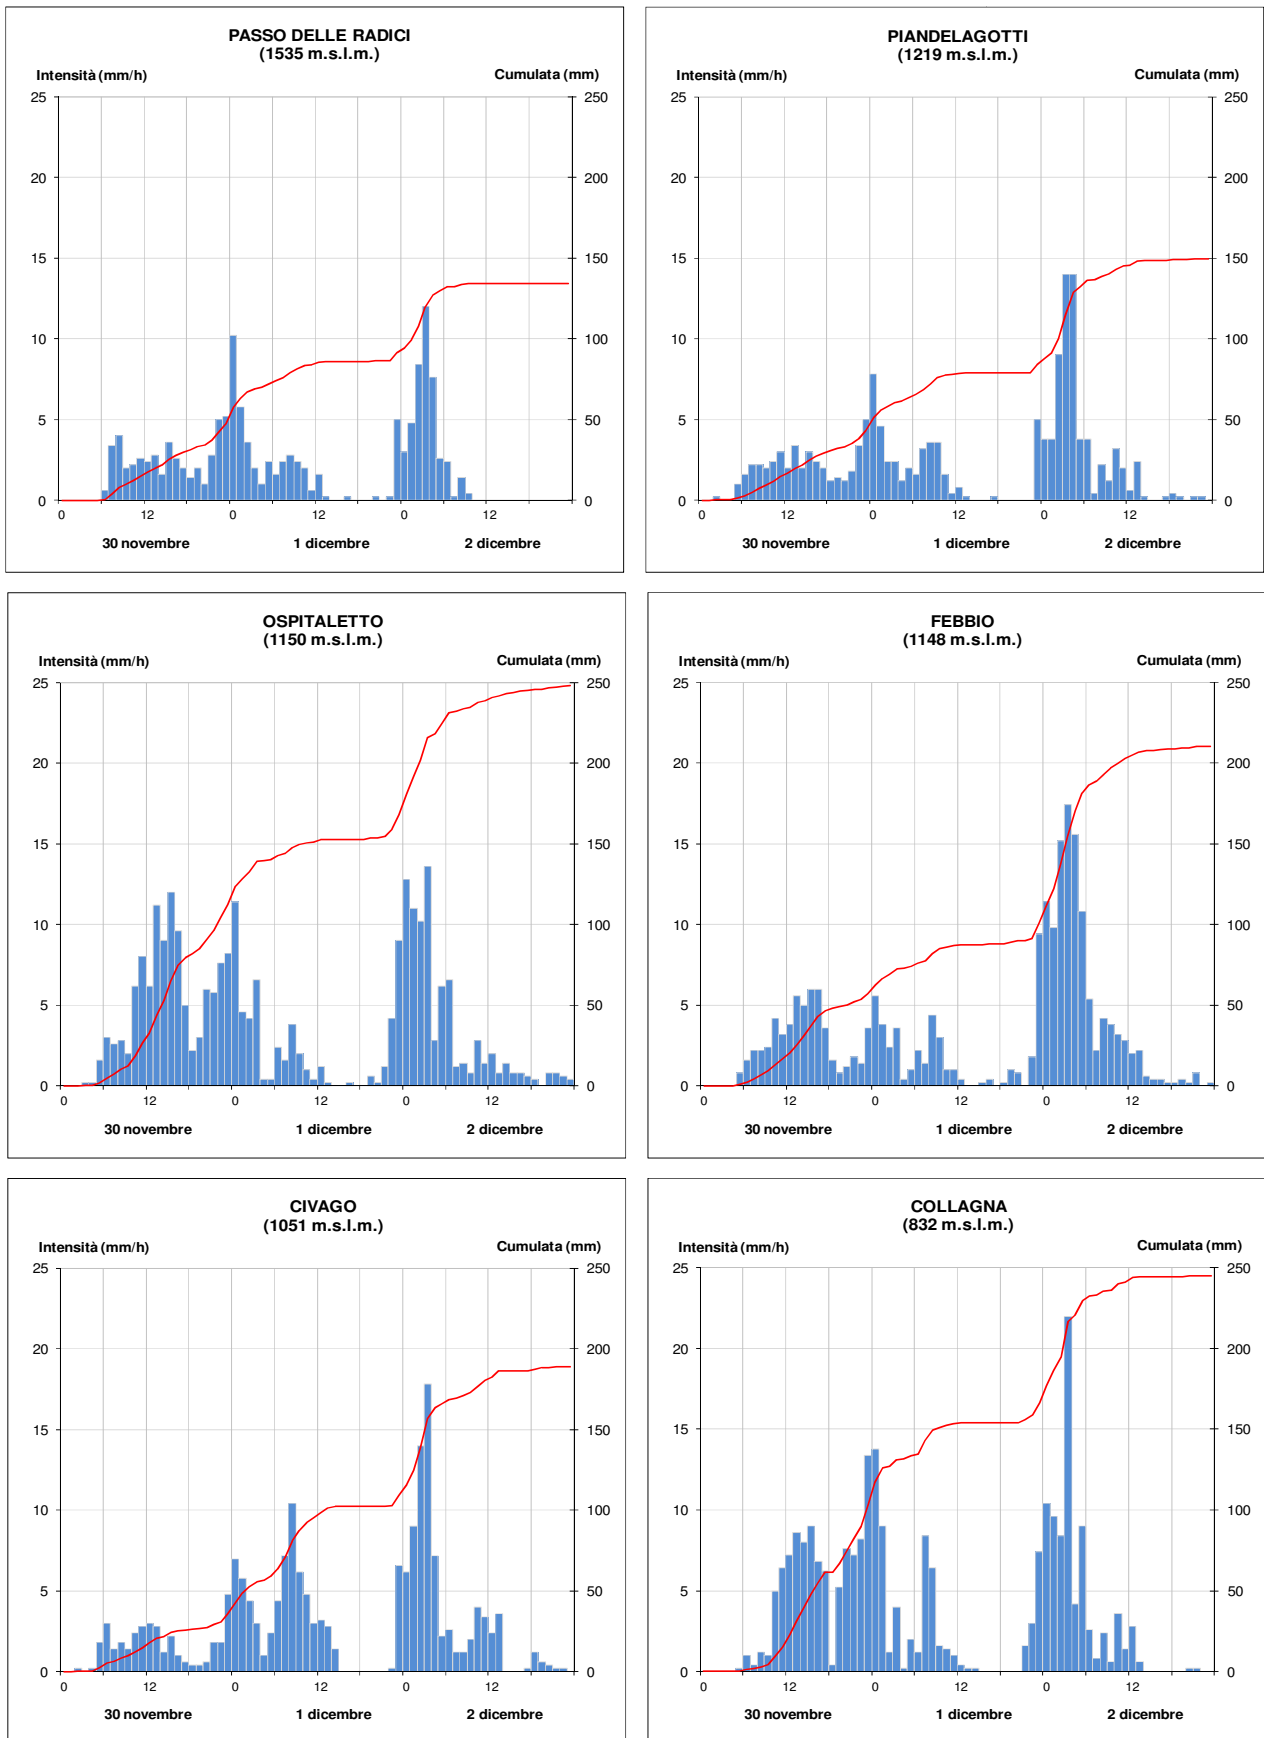 PASSO DELLE RADICI
(1535 m.s.l.m.)
Intensità (mm/h) Cumulata (mm)
25 250
20 200
15 150
10 100
5 50
0 0
0 12 0 12 0 12
30 novembre 1 dicembre 2 dicembre
PIANDELAGOTTI
(1219 m.s.l.m.)
Intensità (mm/h) Cumulata (mm)
25 250
20 200
15 150
10 100
5 50
0 0
0 12 0 12 0 12
30 novembre 1 dicembre 2 dicembre
OSPITALETTO
(1150 m.s.l.m.)
Intensità (mm/h) Cumulata (mm)
25 250
20 200
15 150
10 100
5 50
0 0
0 12 0 12 0 12
30 novembre 1 dicembre 2 dicembre
FEBBIO
(1148 m.s.l.m.)
Intensità (mm/h) Cumulata (mm)
25 250
20 200
15 150
10 100
5 50
0 0
0 12 0 12 0 12
30 novembre 1 dicembre 2 dicembre
CIVAGO
(1051 m.s.l.m.)
Intensità (mm/h) Cumulata (mm)
25 250
20 200
15 150
10 100
5 50
0 0
0 12 0 12 0 12
30 novembre 1 dicembre 2 dicembre
COLLAGNA
(832 m.s.l.m.)
Intensità (mm/h) Cumulata (mm)
25 250
20 200
15 150
10 100
5 50
0 0
0 12 0 12 0 12
30 novembre 1 dicembre 2 dicembre